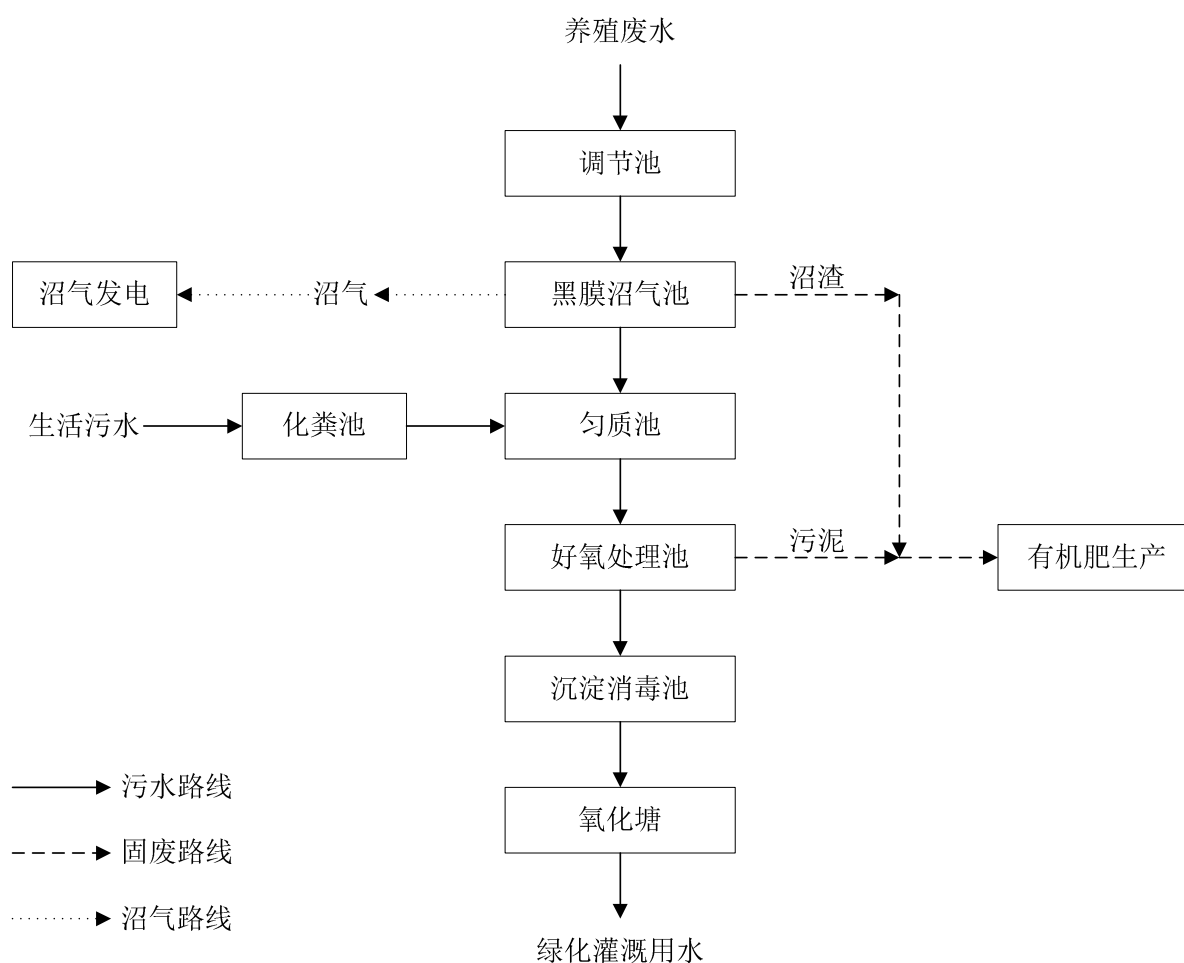 养殖废水
调节池
沼气发电
沼气
黑膜沼气池
沼渣
生活污水
化粪池
匀质池
好氧处理池
污泥
有机肥生产
沉淀消毒池
污水路线
氧化塘
固废路线
沼气路线
绿化灌溉用水